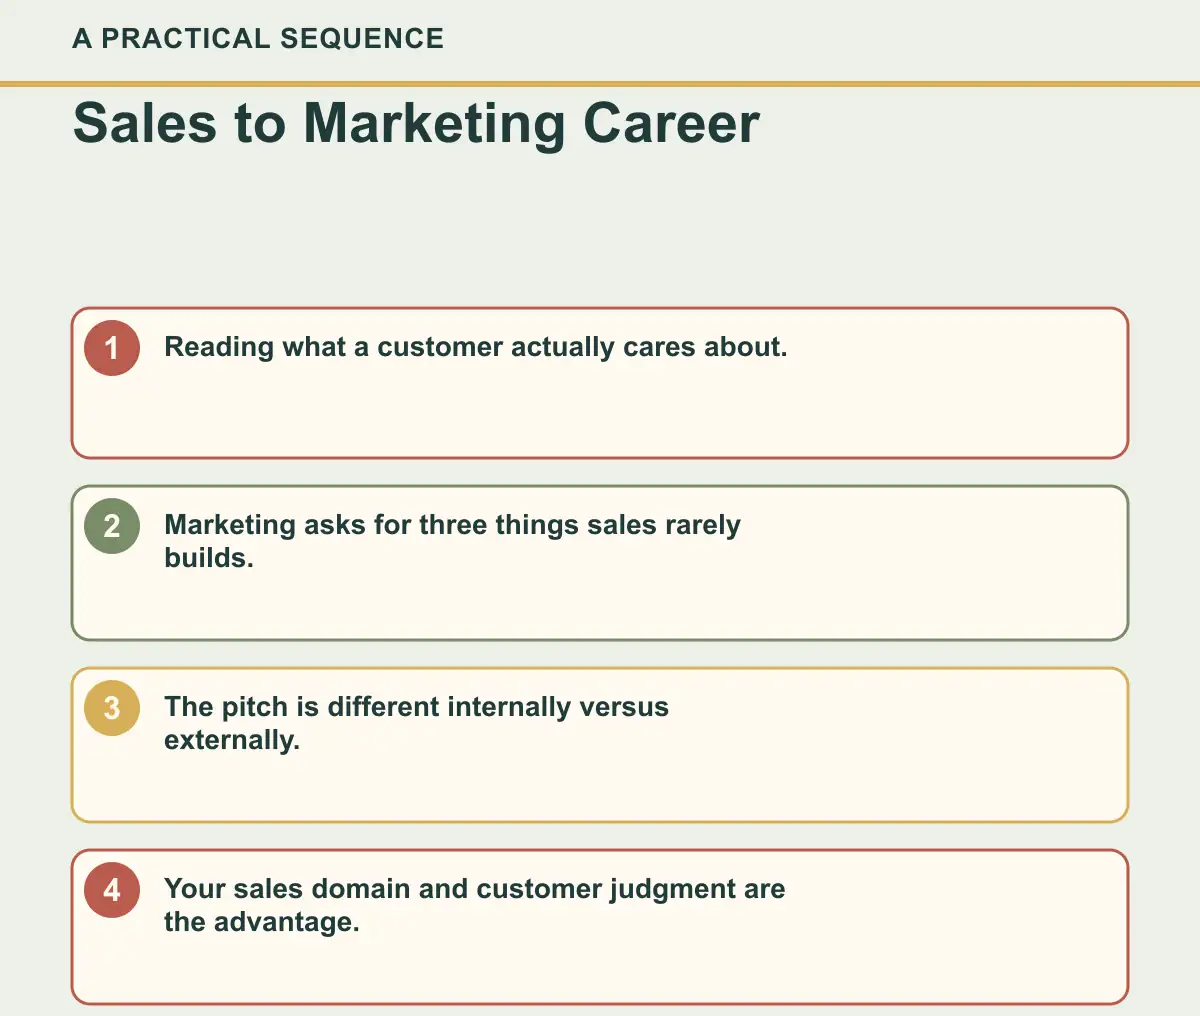 A PRACTICAL SEQUENCE
Sales to Marketing Career
1
Reading what a customer actually cares about.
2
Marketing asks for three things sales rarely
builds.
3
The pitch is different internally versus
externally.
4
Your sales domain and customer judgment are
the advantage.